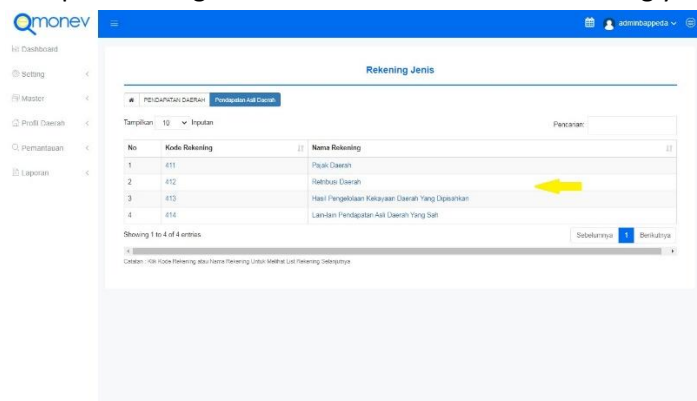 Qmonev
adminbappeda
Dashboard
Setting
Master
Profil Daerah
Pemantauan
Laporan
Rekening Jenis
PENDAPATAN DAERAH Pendapatan Asli Daerah
Tampilkan 10 Inputan
Pencarian:
No Kode Rekening Nama Rekening
1 411 Pajak Daerah
2 412 Retribusi Daerah
3 413 Hasil Pengelolaan Kekayaan Daerah Yang Dipisahkan
4 414 Lain-lain Pendapatan Asli Daerah Yang Sah
Showing 1 to 4 of 4 entries
Sebelumnya 1 Berikutnya
Catatan : Klik Kode Rekening atau Nama Rekening Untuk Melihat List Rekening Selanjutnya